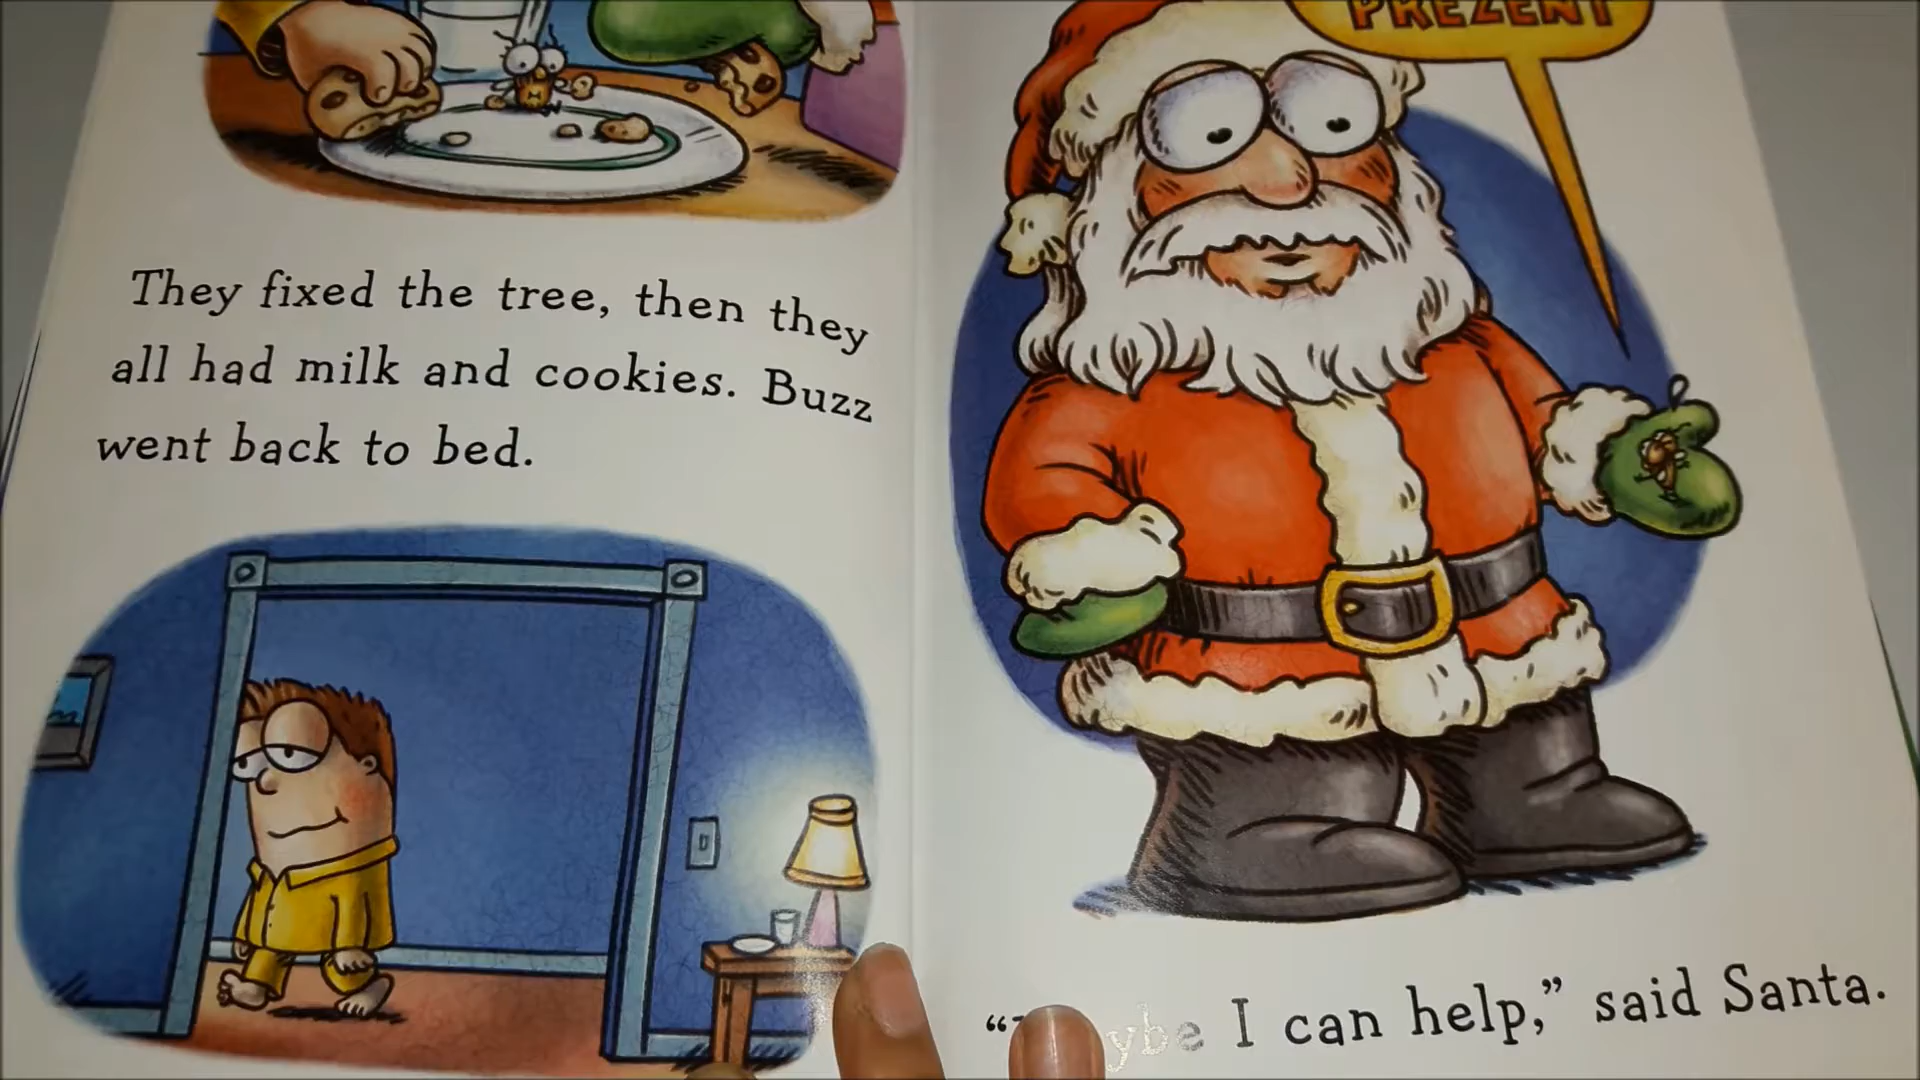 They fixed the tree, then they
all had milk and cookies. Buzz
went back to bed.
PREZENT
I can help,” said Santa.